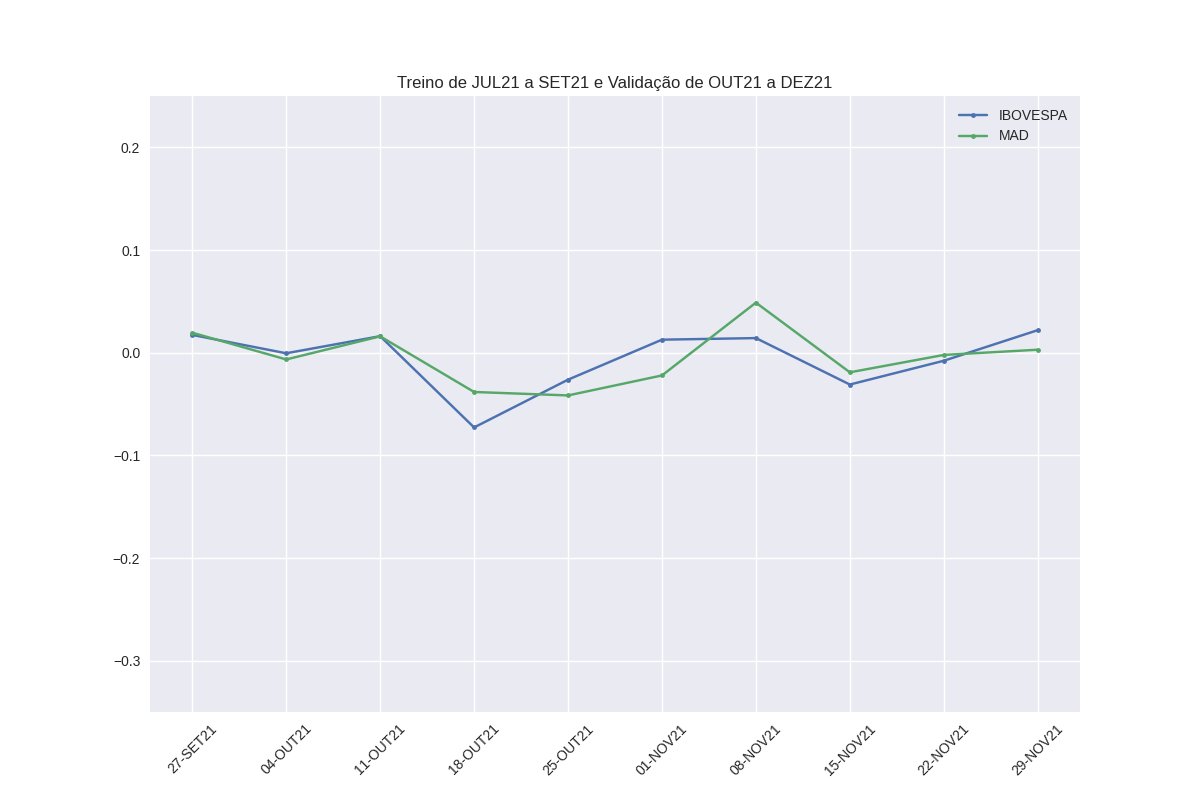 Treino de JUL21 a SET21 e Validação de OUT21 a DEZ21
IBOVESPA
MAD
0.2
0.1
0.0
−0.1
−0.2
−0.3
27-SET21
04-OUT21
11-OUT21
18-OUT21
25-OUT21
01-NOV21
08-NOV21
15-NOV21
22-NOV21
29-NOV21